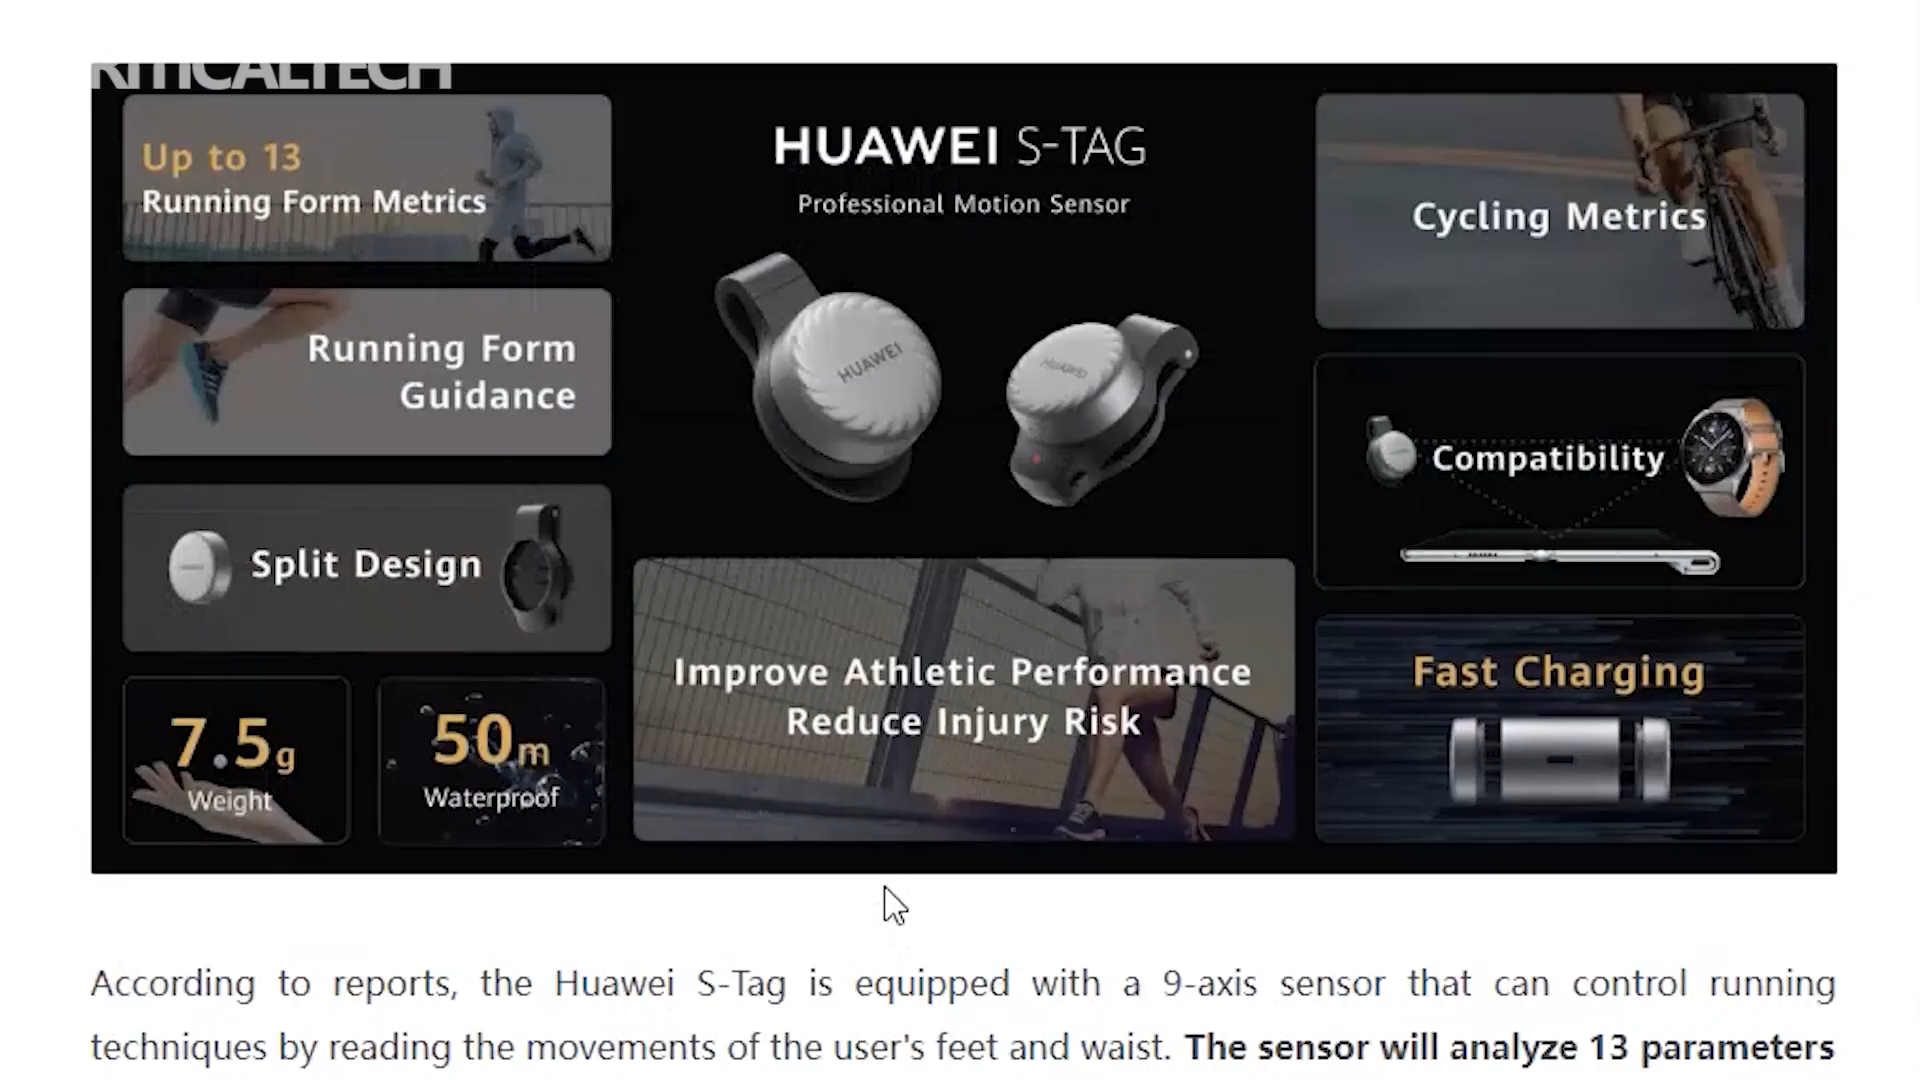 RITICALTECH
Up to 13
Running Form Metrics
Running Form
Guidance
Split Design
7.5g
Weight
50m
Waterproof
HUAWEI S-TAG
Professional Motion Sensor
HUAWEI
HUAWEI
Improve Athletic Performance
Reduce Injury Risk
Cycling Metrics
Compatibility
Fast Charging
According to reports, the Huawei S-Tag is equipped with a 9-axis sensor that can control running
techniques by reading the movements of the user's feet and waist. The sensor will analyze 13 parameters